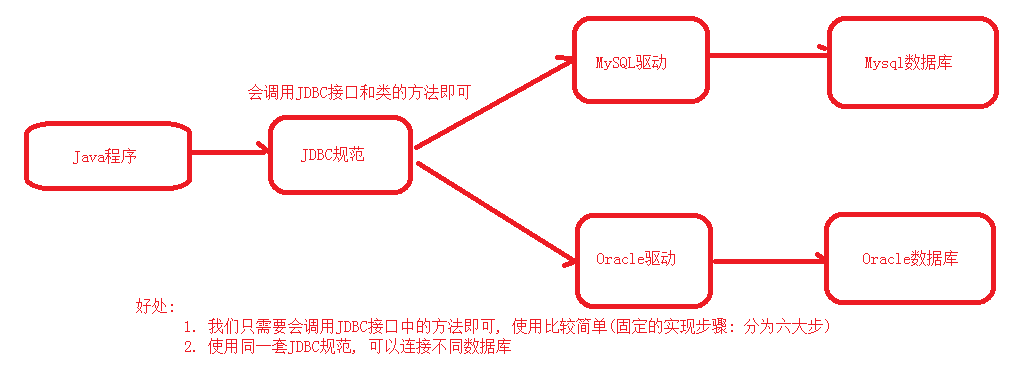 MySQL驱动
Mysql数据库
会调用JDBC接口和类的方法即可
Java程序
JDBC规范
Oracle驱动
Oracle数据库
好处:
1. 我们只需要会调用JDBC接口中的方法即可, 使用比较简单(固定的实现步骤: 分为六大步)
2. 使用同一套JDBC规范, 可以连接不同数据库